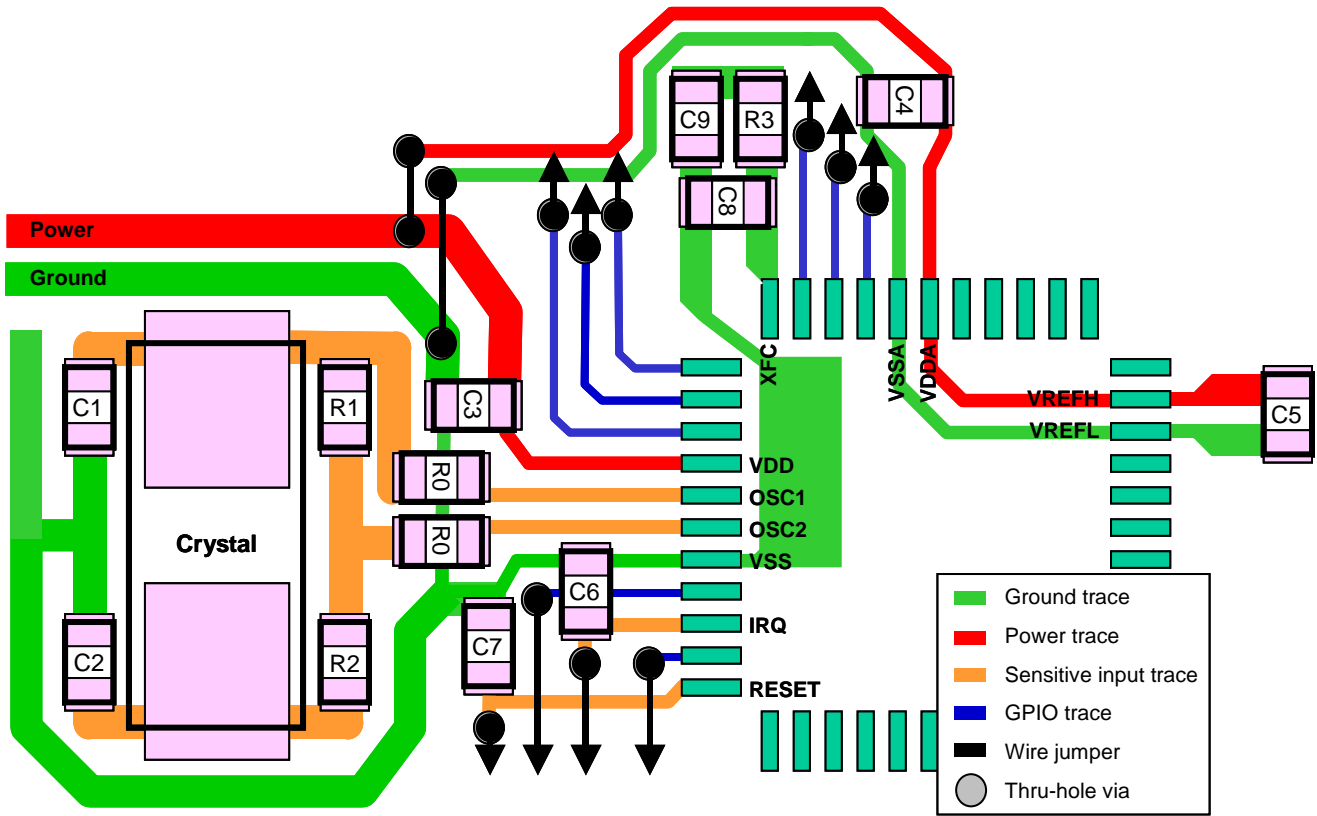 C9
R3
C4
C8
Power
Ground
XFC
VSSA
VDDA
C1
R1
C3
VREFH
VREFL
C5
R0
VDD
OSC1
R0
OSC2
Crystal
VSS
C6
IRQ
C2
R2
C7
RESET
Ground trace
Power trace
Sensitive input trace
GPIO trace
Wire jumper
Thru-hole via